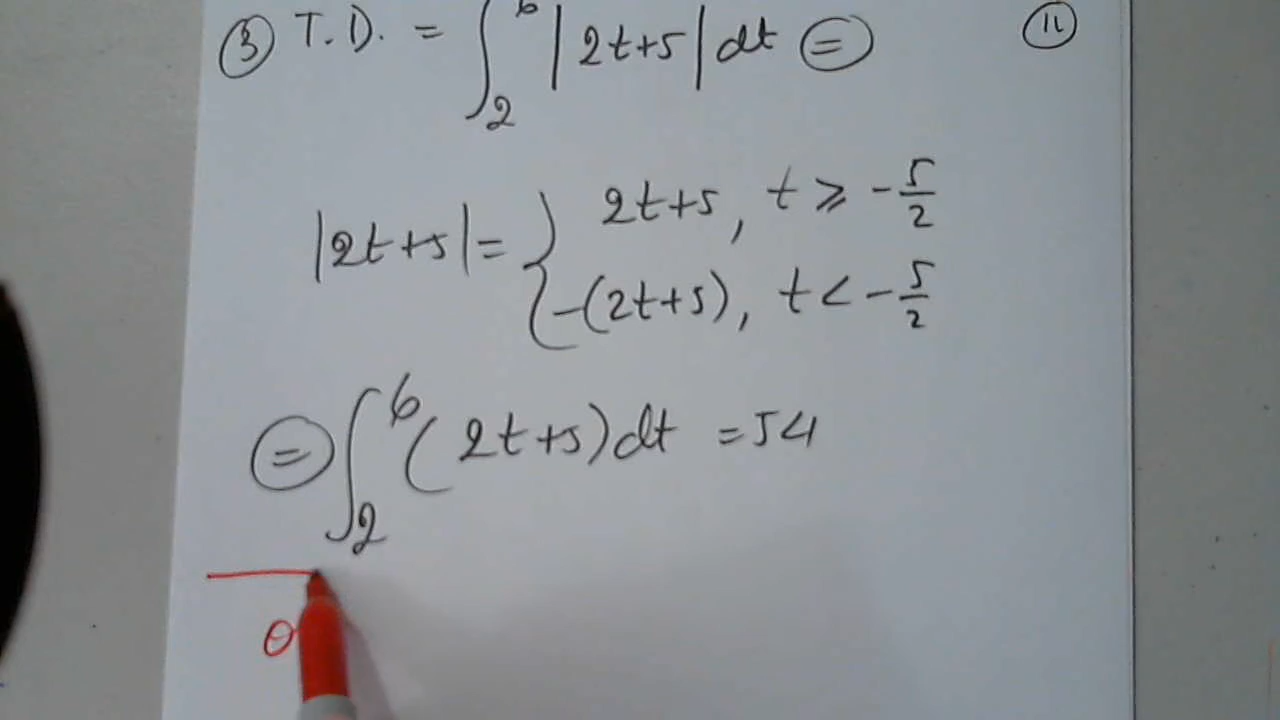 ③ T.D. = ∫₂⁶ |2t+5| dt = ⑪
|2t+5| = { 2t+5, t ≥ -5/2
-(2t+5), t < -5/2
= ∫₂⁶ (2t+5) dt = 54
0